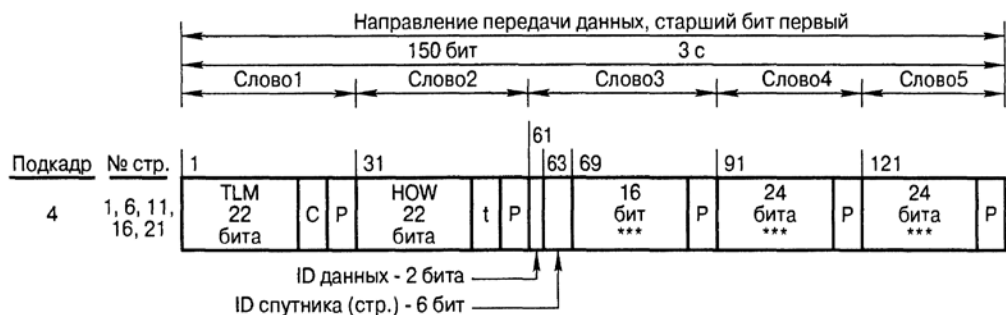 Направление передачи данных, старший бит первый
150 бит 3 с
Слово1 Слово2 Слово3 Слово4 Слово5
61
Подкадр № стр. 1 31 63 69 91 121
4 1, 6, 11, 16, 21 TLM 22 бита C P HOW 22 бита t P 16 бит *** P 24 бита *** P 24 бита *** P
ID данных - 2 бита
ID спутника (стр.) - 6 бит